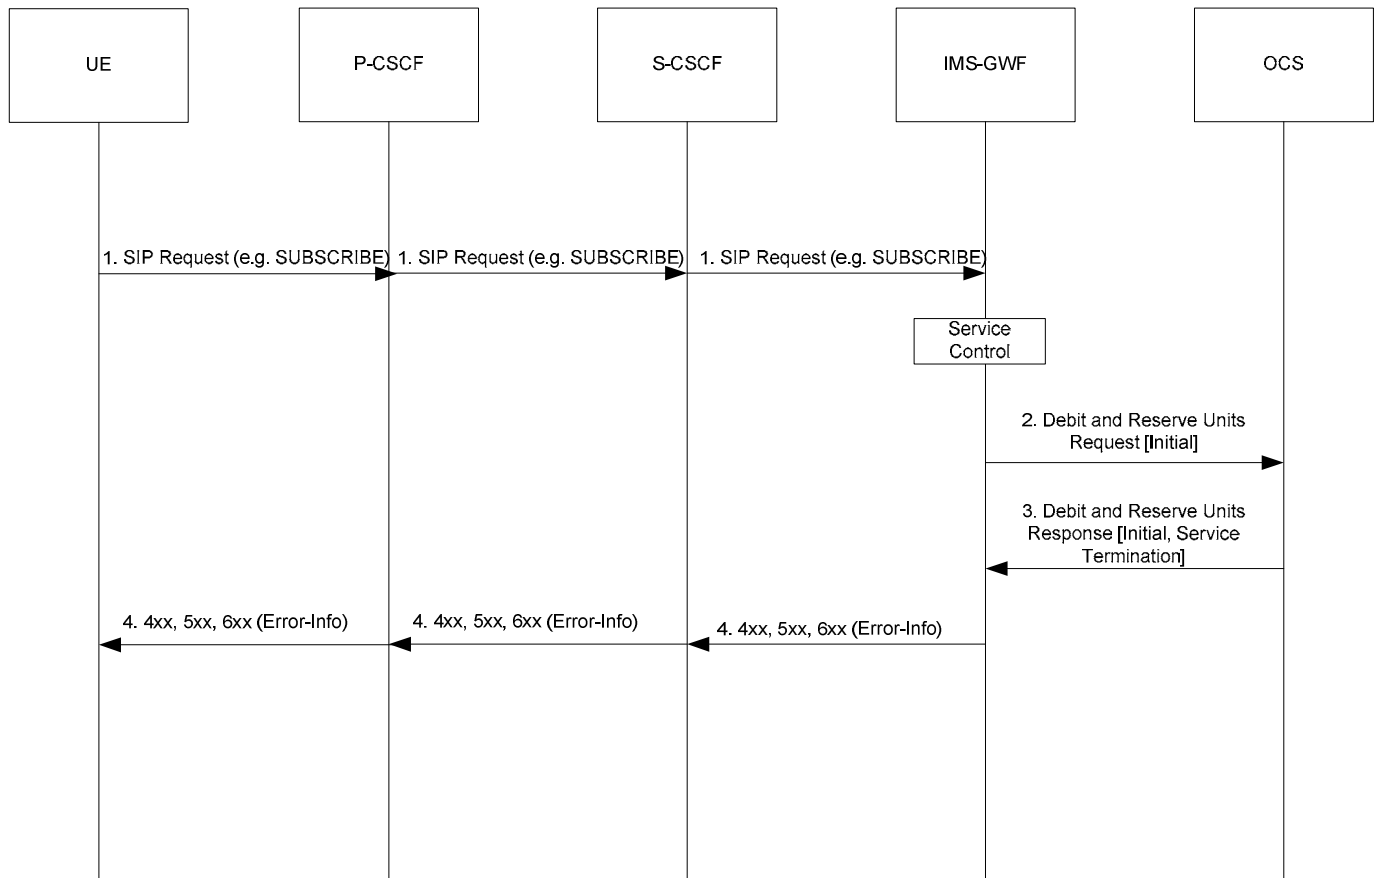 UE
P-CSCF
S-CSCF
IMS-GWF
OCS
1. SIP Request (e.g. SUBSCRIBE)
1. SIP Request (e.g. SUBSCRIBE)
1. SIP Request (e.g. SUBSCRIBE)
Service
Control
2. Debit and Reserve Units
Request [Initial]
3. Debit and Reserve Units
Response [Initial, Service
Termination]
4. 4xx, 5xx, 6xx (Error-Info)
4. 4xx, 5xx, 6xx (Error-Info)
4. 4xx, 5xx, 6xx (Error-Info)